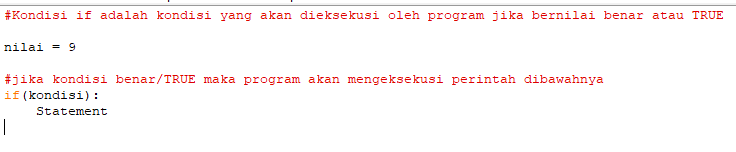 #Kondisi if adalah kondisi yang akan dieksekusi oleh program jika bernilai benar atau TRUE
nilai = 9
#jika kondisi benar/TRUE maka program akan mengeksekusi perintah dibawahnya
if(kondisi):
    Statement